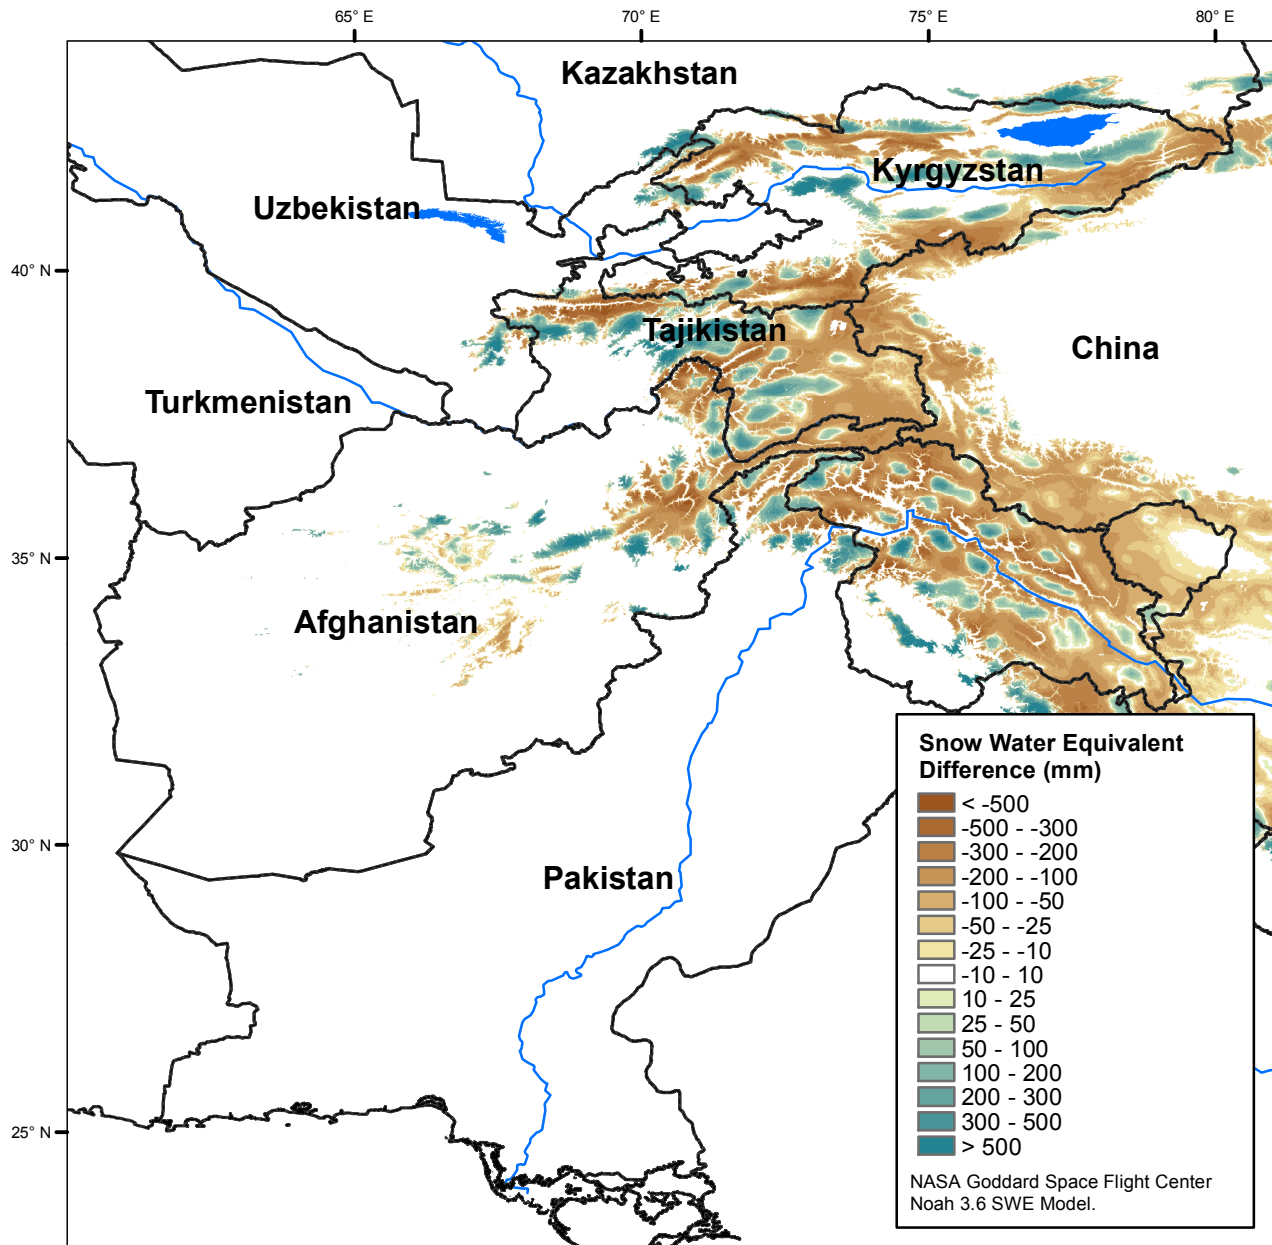 65° E
70° E
75° E
80° E
Kazakhstan
Kyrgyzstan
Uzbekistan
40° N
Tajikistan
China
Turkmenistan
35° N
Afghanistan
Snow Water Equivalent
Difference (mm)
< -500
-500 - -300
-300 - -200
-200 - -100
-100 - -50
-50 - -25
-25 - -10
-10 - 10
10 - 25
25 - 50
50 - 100
100 - 200
200 - 300
300 - 500
> 500
NASA Goddard Space Flight Center
Noah 3.6 SWE Model.
30° N
Pakistan
25° N